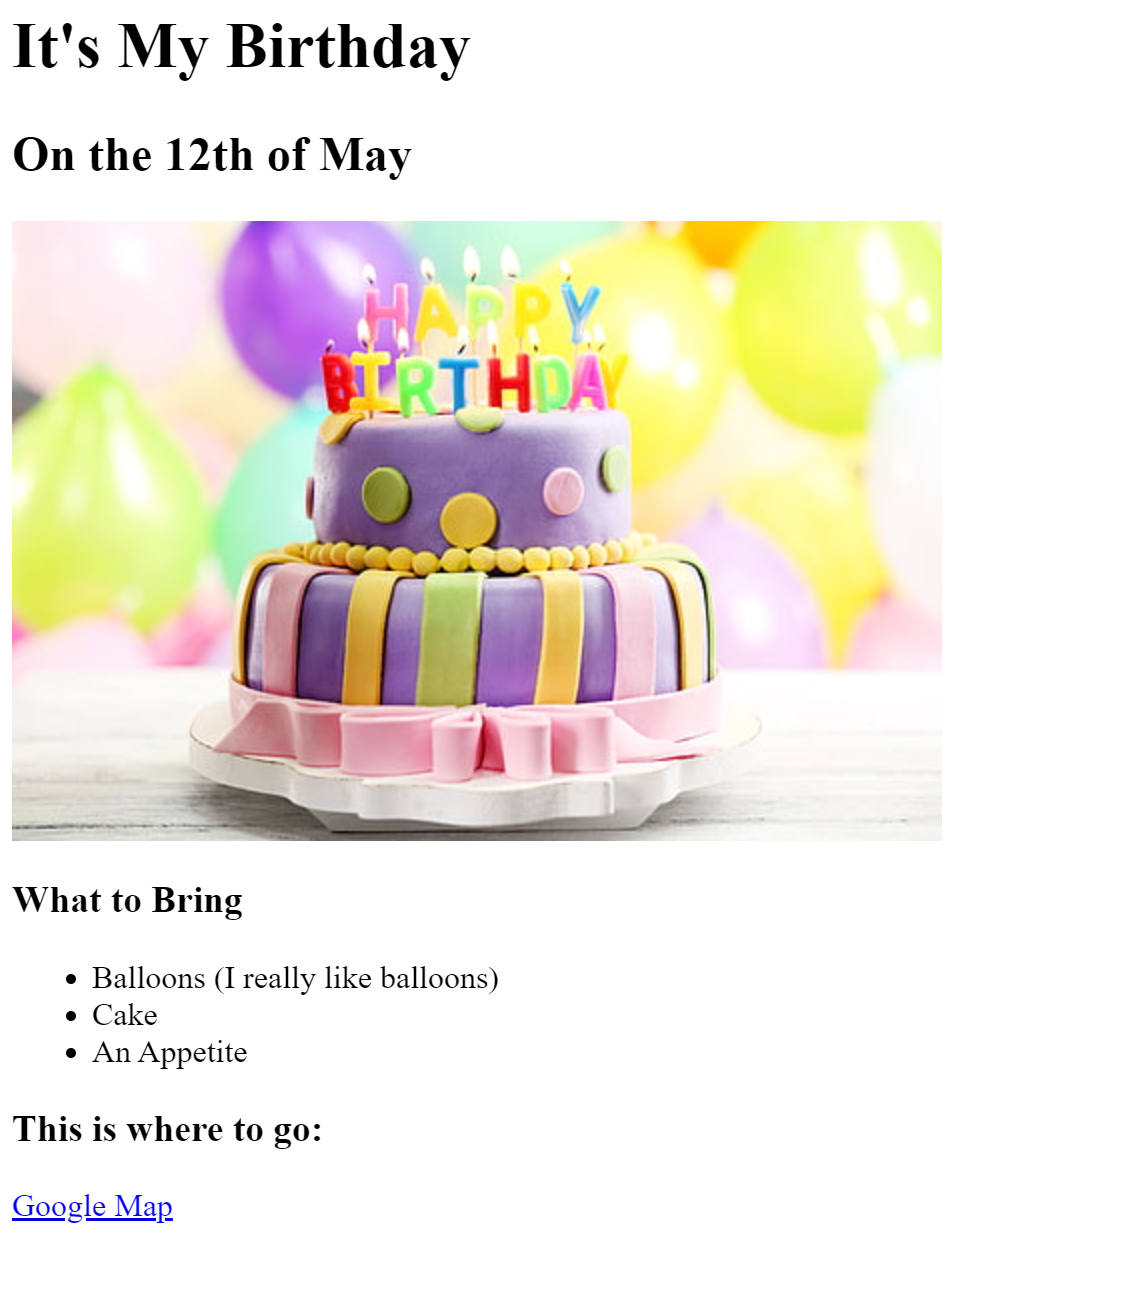 It's My Birthday
On the 12th of May
HAPPY
BIRTHDAY
What to Bring
Balloons (I really like balloons)
Cake
An Appetite
This is where to go:
Google Map